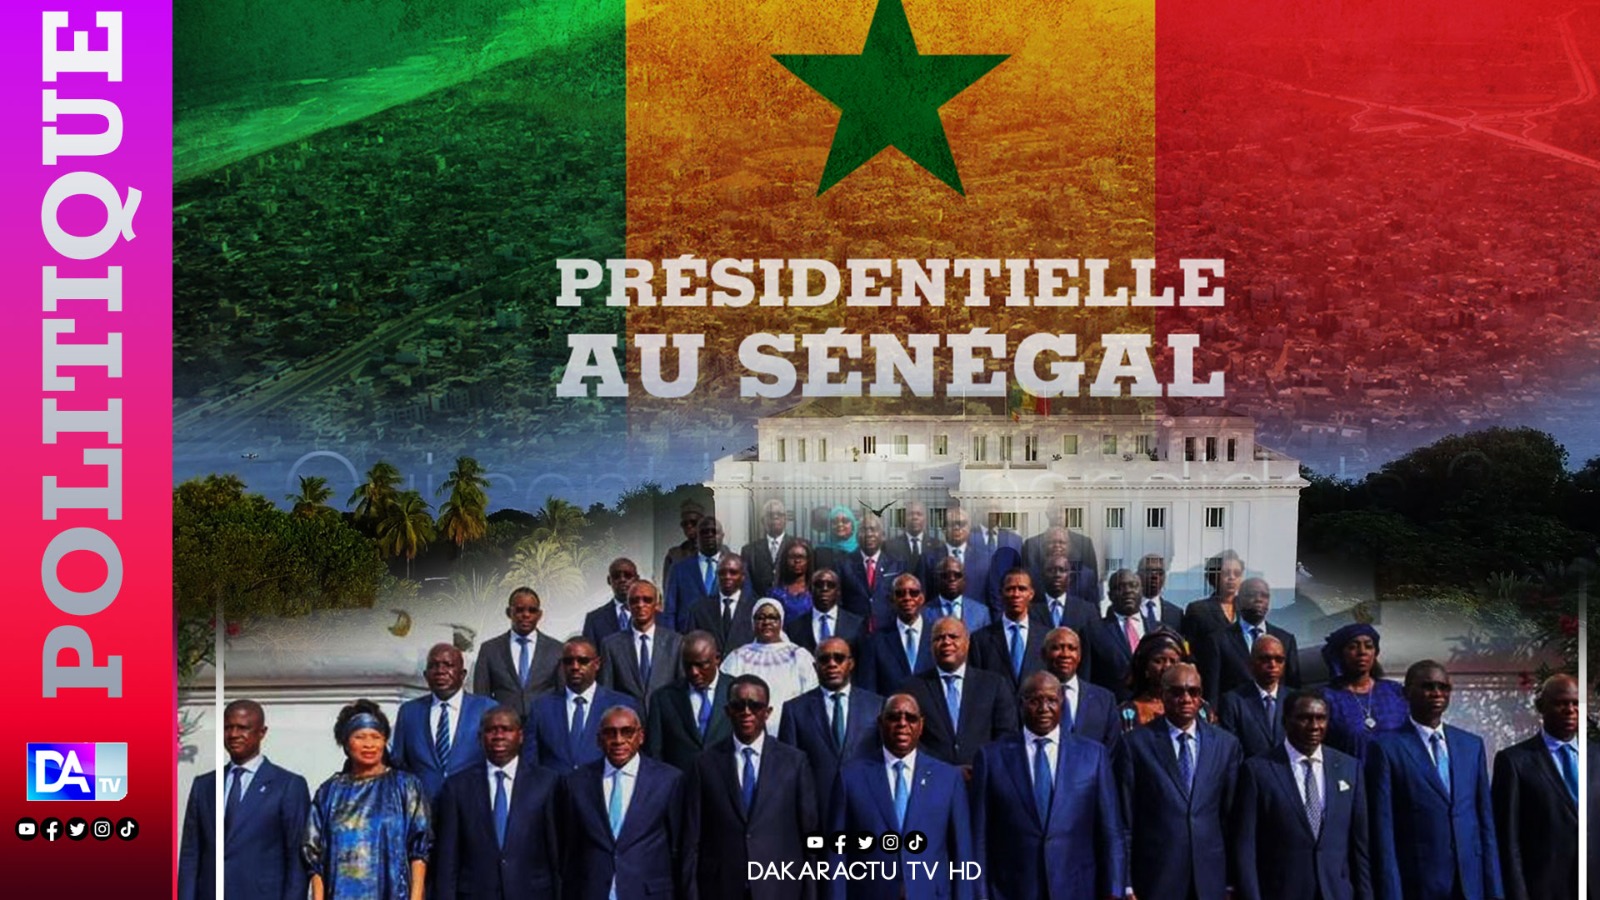 POLITIQUE
PRÉSIDENTIELLE
AU SÉNÉGAL
DA TV
DAKARACTU TV HD